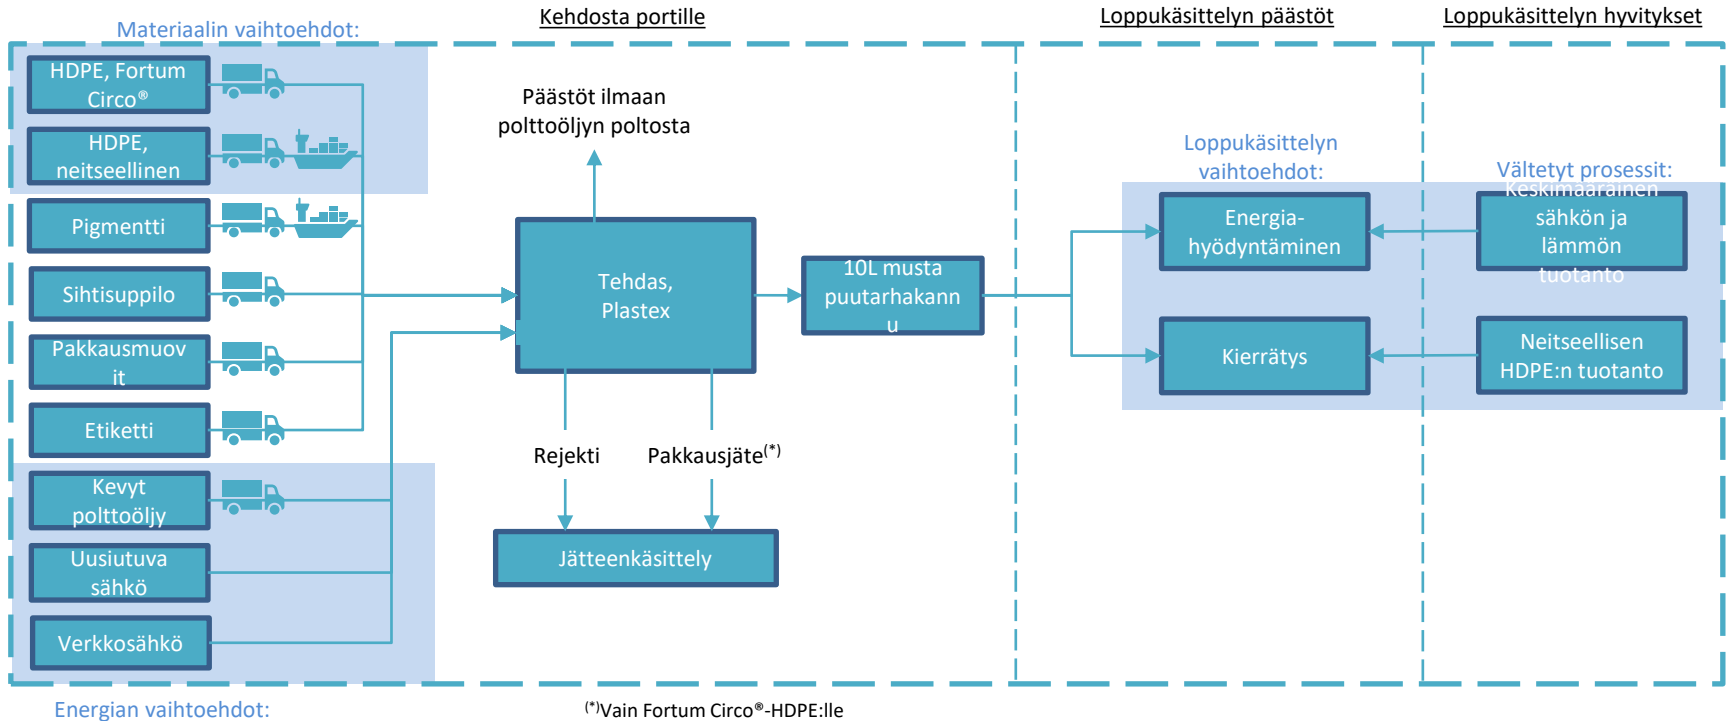 Kehdosta portille
Loppukäsittelyn päästöt
Loppukäsittelyn hyvitykset
Materiaalin vaihtoehdot:
HDPE, Fortum
Circo®
HDPE,
neitseellinen
Pigmentti
Sihtisuppilo
Pakkausmuov
it
Etiketti
Kevyt
polttoöljy
Uusiutuva
sähkö
Verkkosähkö
Energian vaihtoehdot:
Päästöt ilmaan
polttoöljyn poltosta
Tehdas,
Plastex
10L musta
puutarhakann
u
Rejekti
Pakkausjäte(*)
Jätteenkäsittely
(*)Vain Fortum Circo®-HDPE:lle
Loppukäsittelyn
vaihtoehdot:
Energia-
hyödyntäminen
Kierrätys
Vältetyt prosessit:
Keskimääräinen
sähkön ja
lämmön
tuotanto
Neitseellisen
HDPE:n tuotanto